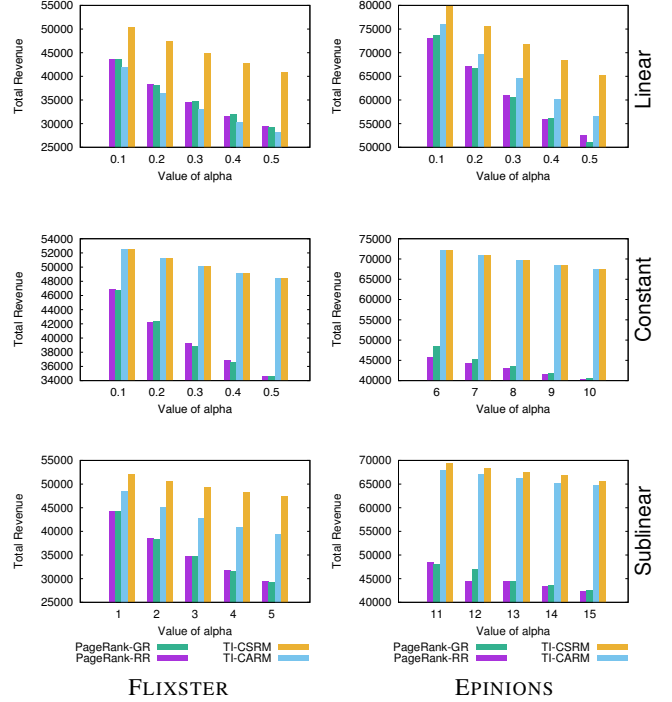 55000
50000
45000
40000
35000
30000
25000
Total Revenue
0.1 0.2 0.3 0.4 0.5
Value of alpha
80000
75000
70000
65000
60000
55000
50000
Total Revenue
0.1 0.2 0.3 0.4 0.5
Value of alpha
Linear
54000
52000
50000
48000
46000
44000
42000
40000
38000
36000
34000
Total Revenue
0.1 0.2 0.3 0.4 0.5
Value of alpha
75000
70000
65000
60000
55000
50000
45000
40000
Total Revenue
6 7 8 9 10
Value of alpha
Constant
55000
50000
45000
40000
35000
30000
25000
Total Revenue
1 2 3 4 5
Value of alpha
70000
65000
60000
55000
50000
45000
40000
Total Revenue
11 12 13 14 15
Value of alpha
Sublinear
PageRank-GR TI-CSRM
PageRank-RR TI-CARM
PageRank-GR TI-CSRM
PageRank-RR TI-CARM
FLIXSTER
EPINIONS